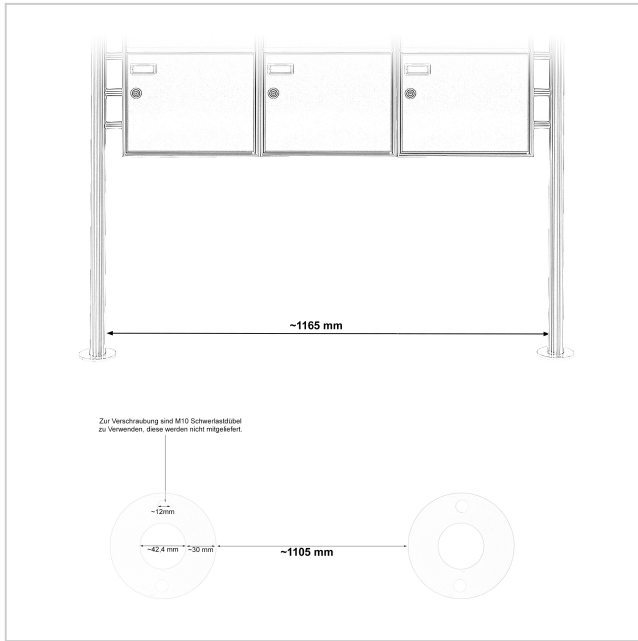 ~1165 mm
Zur Verschraubung sind M10 Schwerlastdübel
zu Verwenden, diese werden nicht mitgeliefert.
~12mm
~42,4 mm
~30 mm
~1105 mm